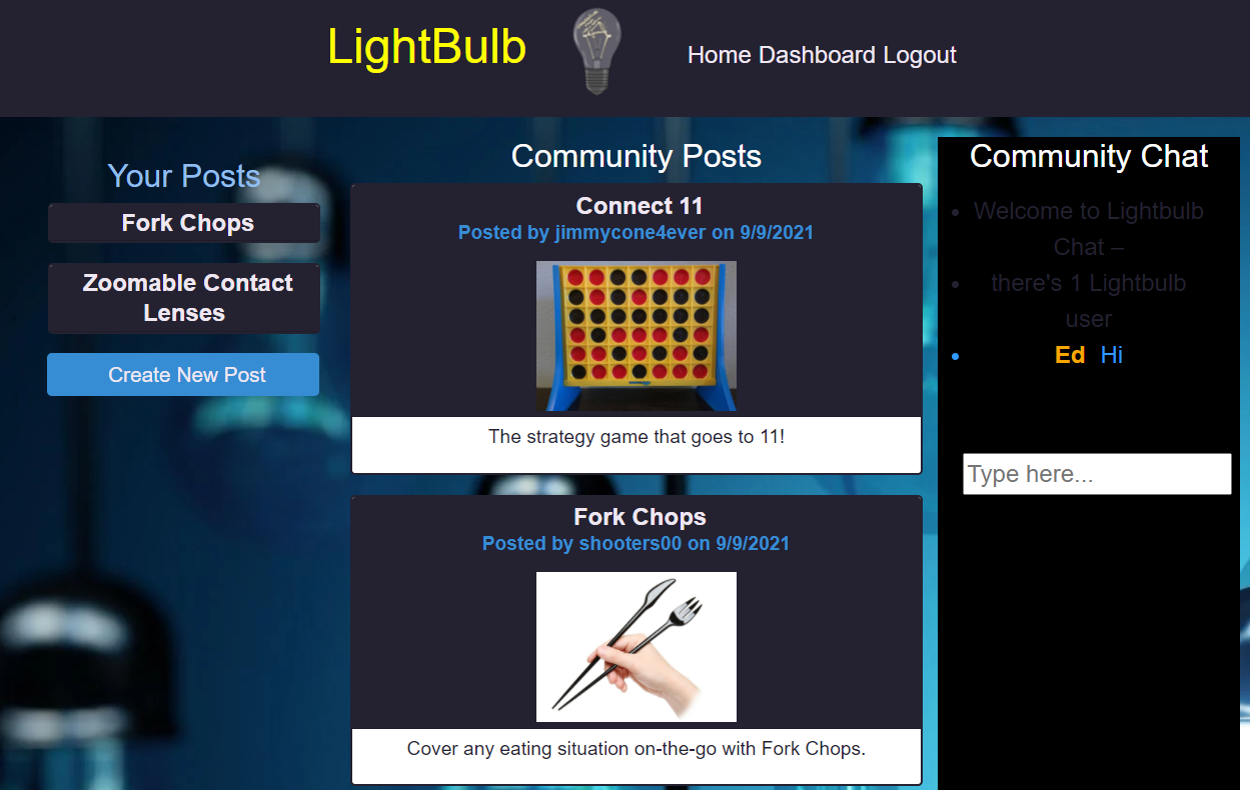 LightBulb
Home Dashboard Logout
Your Posts
Fork Chops
Zoomable Contact
Lenses
Create New Post
Community Posts
Connect 11
Posted by jimmycone4ever on 9/9/2021
The strategy game that goes to 11!
Fork Chops
Posted by shooters00 on 9/9/2021
Cover any eating situation on-the-go with Fork Chops.
Community Chat
Welcome to Lightbulb
Chat –
there's 1 Lightbulb
user
Ed Hi
Type here...